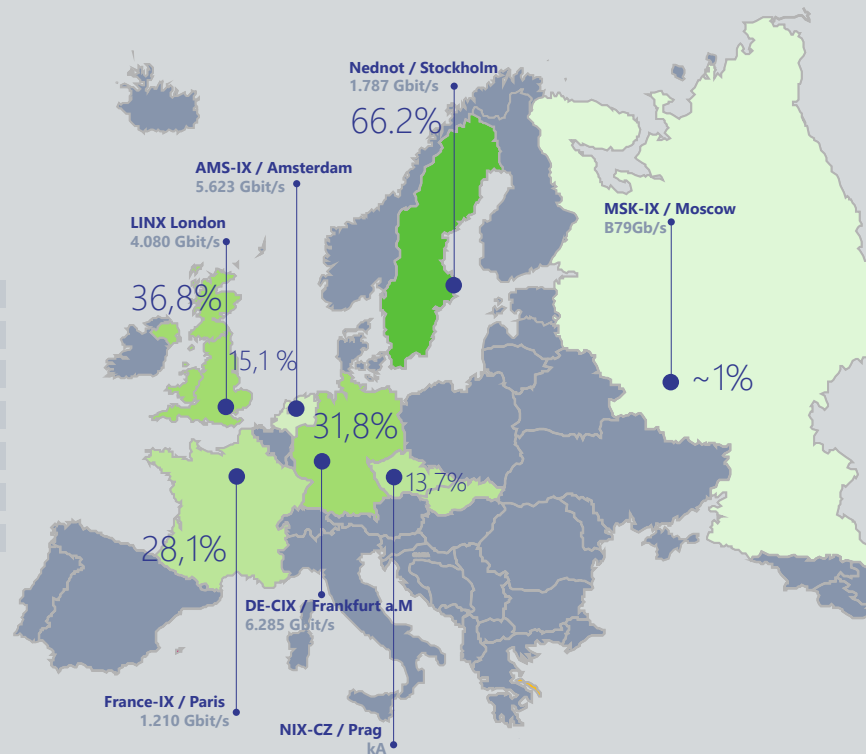 Nednot / Stockholm
1.787 Gbit/s
66.2%
AMS-IX / Amsterdam
5.623 Gbit/s
LINX London
4.080 Gbit/s
36,8%
15,1 %
MSK-IX / Moscow
B79Gb/s
~1%
31,8%
13,7%
28,1%
DE-CIX / Frankfurt a.M
6.285 Gbit/s
France-IX / Paris
1.210 Gbit/s
NIX-CZ / Prag
kA